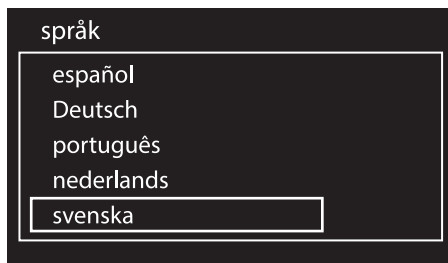 språk
español
Deutsch
português
nederlands
svenska